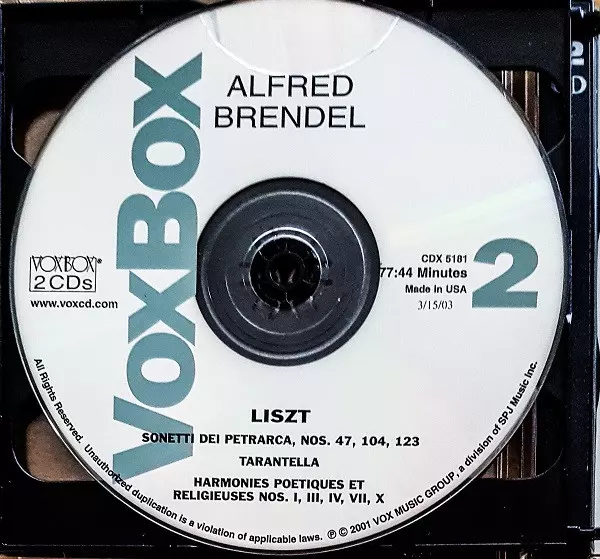 ALFRED
BRENDEL
VOXBOX
VOXBOX®
2 CDs
www.voxcd.com
CDX 5181
77:44 Minutes
Made in USA
3/15/03
2
LISZT
SONETTI DEI PETRARCA, NOS. 47, 104, 123
TARANTELLA
HARMONIES POETIQUES ET
RELIGIEUSES NOS. I, III, IV, VII, X
All Rights Reserved. Unauthorized duplication is a violation of applicable laws. ℗ © 2001 VOX MUSIC GROUP, a division of SPJ Music Inc.
2
D